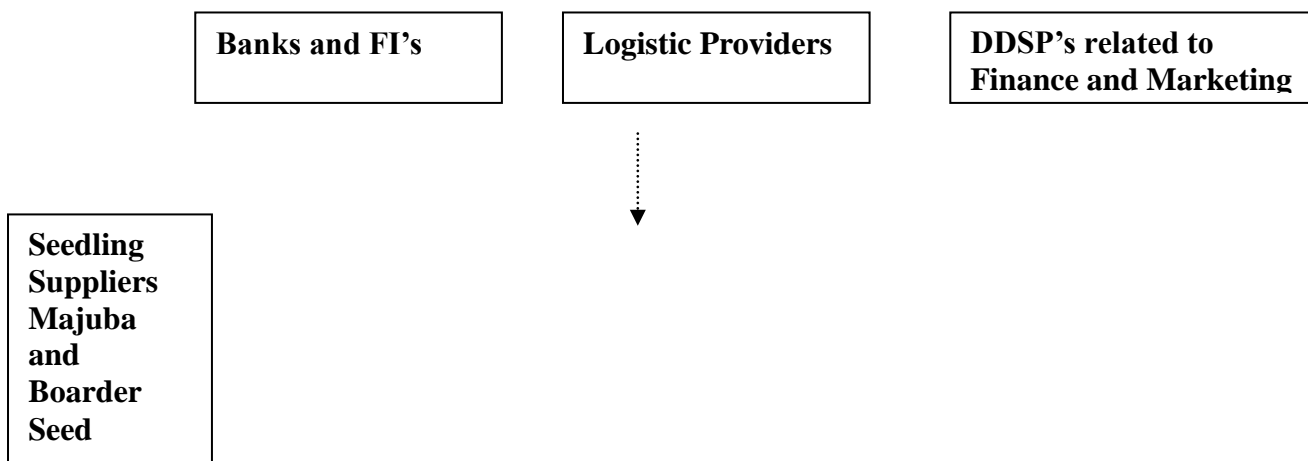 Banks and FI’s
Logistic Providers
DDSP’s related to
Finance and Marketing
Seedling
Suppliers
Majuba
and
Boarder
Seed